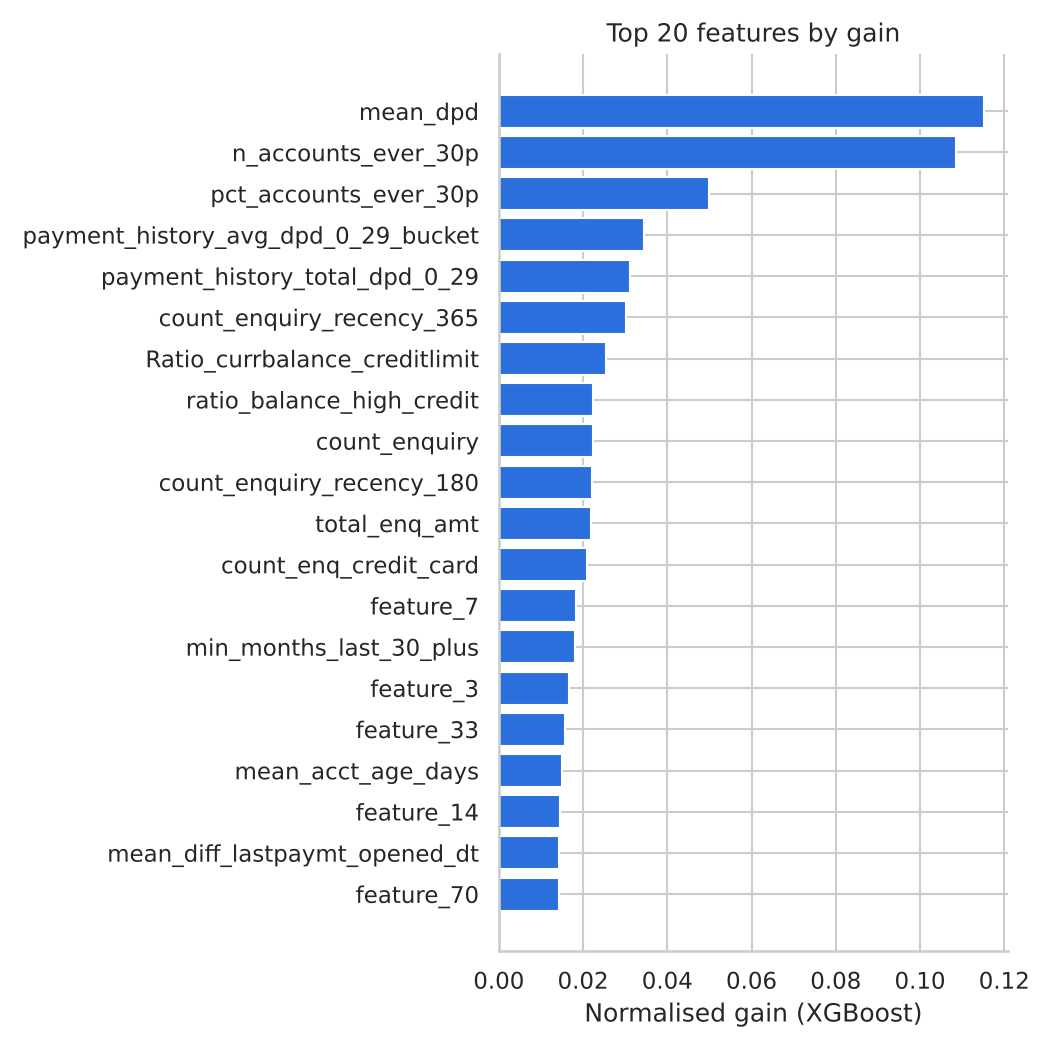 Top 20 features by gain
mean_dpd
n_accounts_ever_30p
pct_accounts_ever_30p
payment_history_avg_dpd_0_29_bucket
payment_history_total_dpd_0_29
count_enquiry_recency_365
Ratio_currbalance_creditlimit
ratio_balance_high_credit
count_enquiry
count_enquiry_recency_180
total_enq_amt
count_enq_credit_card
feature_7
min_months_last_30_plus
feature_3
feature_33
mean_acct_age_days
feature_14
mean_diff_lastpaymt_opened_dt
feature_70
0.00 0.02 0.04 0.06 0.08 0.10 0.12
Normalised gain (XGBoost)